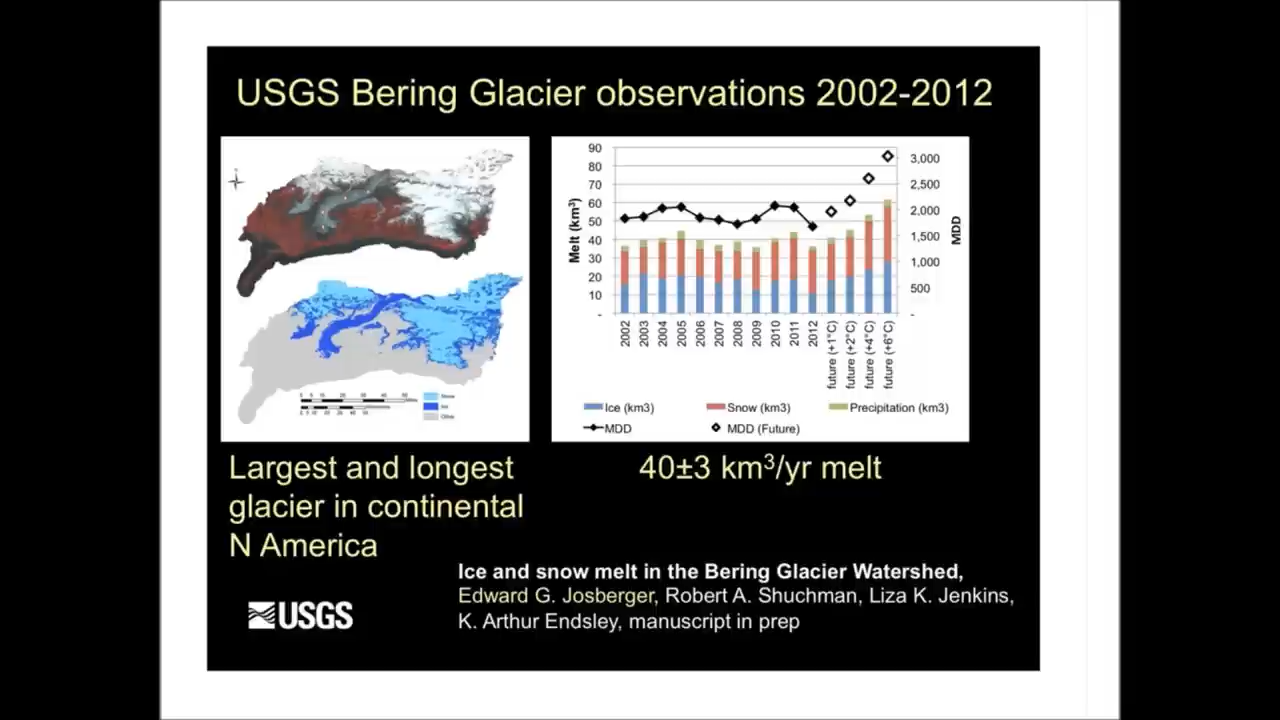 USGS Bering Glacier observations 2002-2012
Snow
Ice
Other
90
80
70
60
50
40
30
20
10
-
Melt (km³)
3,000
2,500
2,000
1,500
1,000
500
-
MDD
2002
2003
2004
2005
2006
2007
2008
2009
2010
2011
2012
future (+1°C)
future (+2°C)
future (+4°C)
future (+6°C)
Ice (km3) Snow (km3) Precipitation (km3)
MDD MDD (Future)
Largest and longest
glacier in continental
N America
40±3 km³/yr melt
Ice and snow melt in the Bering Glacier Watershed,
Edward G. Josberger, Robert A. Shuchman, Liza K. Jenkins,
K. Arthur Endsley, manuscript in prep
USGS